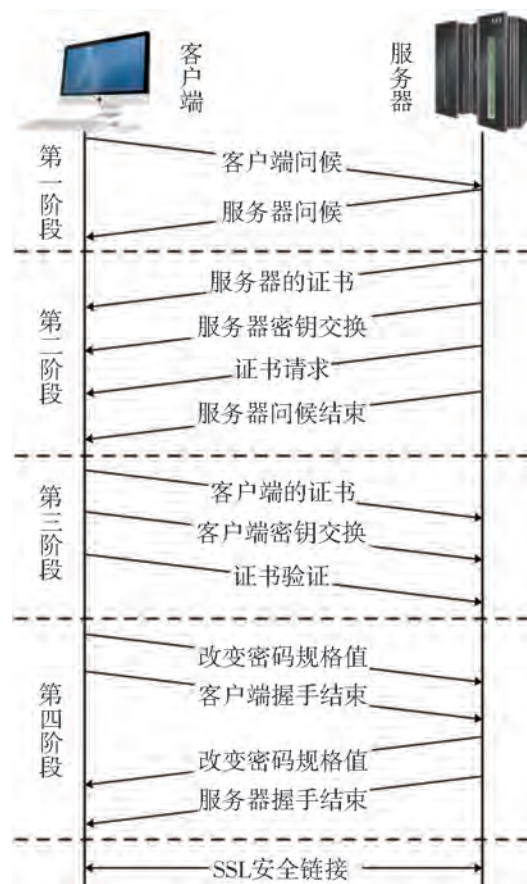 客户端
服务器
第一阶段
客户端问候
服务器问候
第二阶段
服务器的证书
服务器密钥交换
证书请求
服务器问候结束
第三阶段
客户端的证书
客户端密钥交换
证书验证
第四阶段
改变密码规格值
客户端握手结束
改变密码规格值
服务器握手结束
SSL安全链接